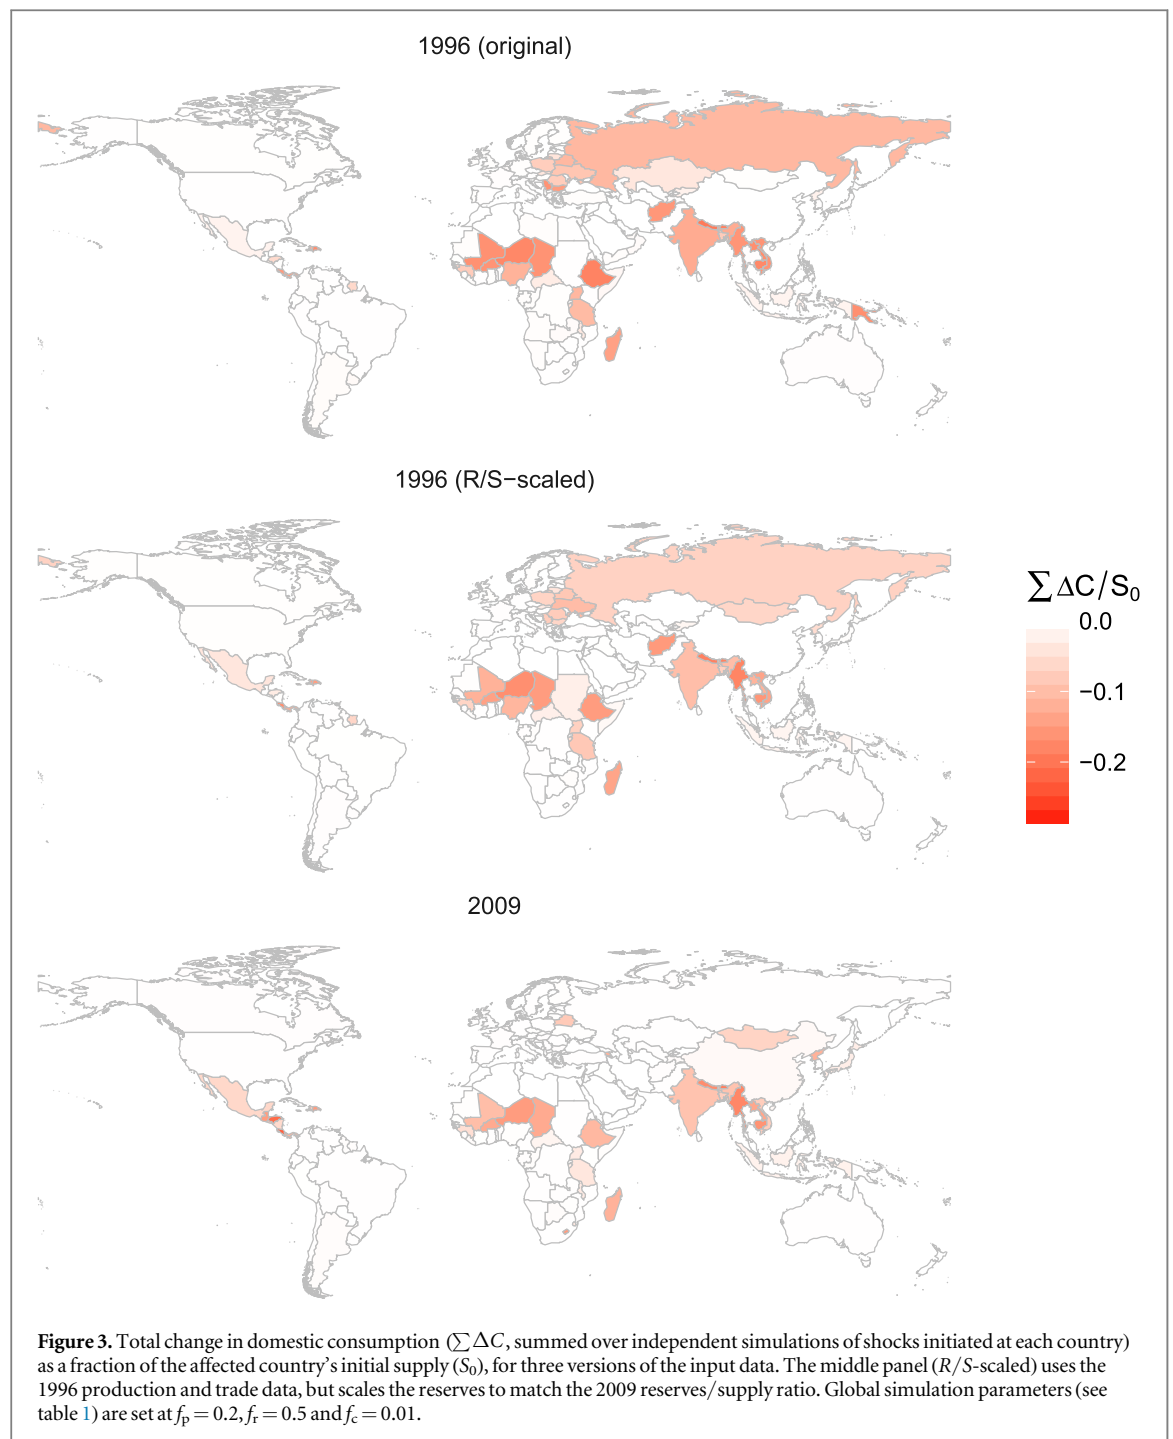 1996 (original)
1996 (R/S−scaled)
∑ ΔC/S₀
0.0
−0.1
−0.2
2009
Figure 3. Total change in domestic consumption (∑ ΔC, summed over independent simulations of shocks initiated at each country)
as a fraction of the affected country's initial supply (S₀), for three versions of the input data. The middle panel (R/S-scaled) uses the
1996 production and trade data, but scales the reserves to match the 2009 reserves/supply ratio. Global simulation parameters (see
table 1) are set at fₚ = 0.2, fᵣ = 0.5 and f_c = 0.01.